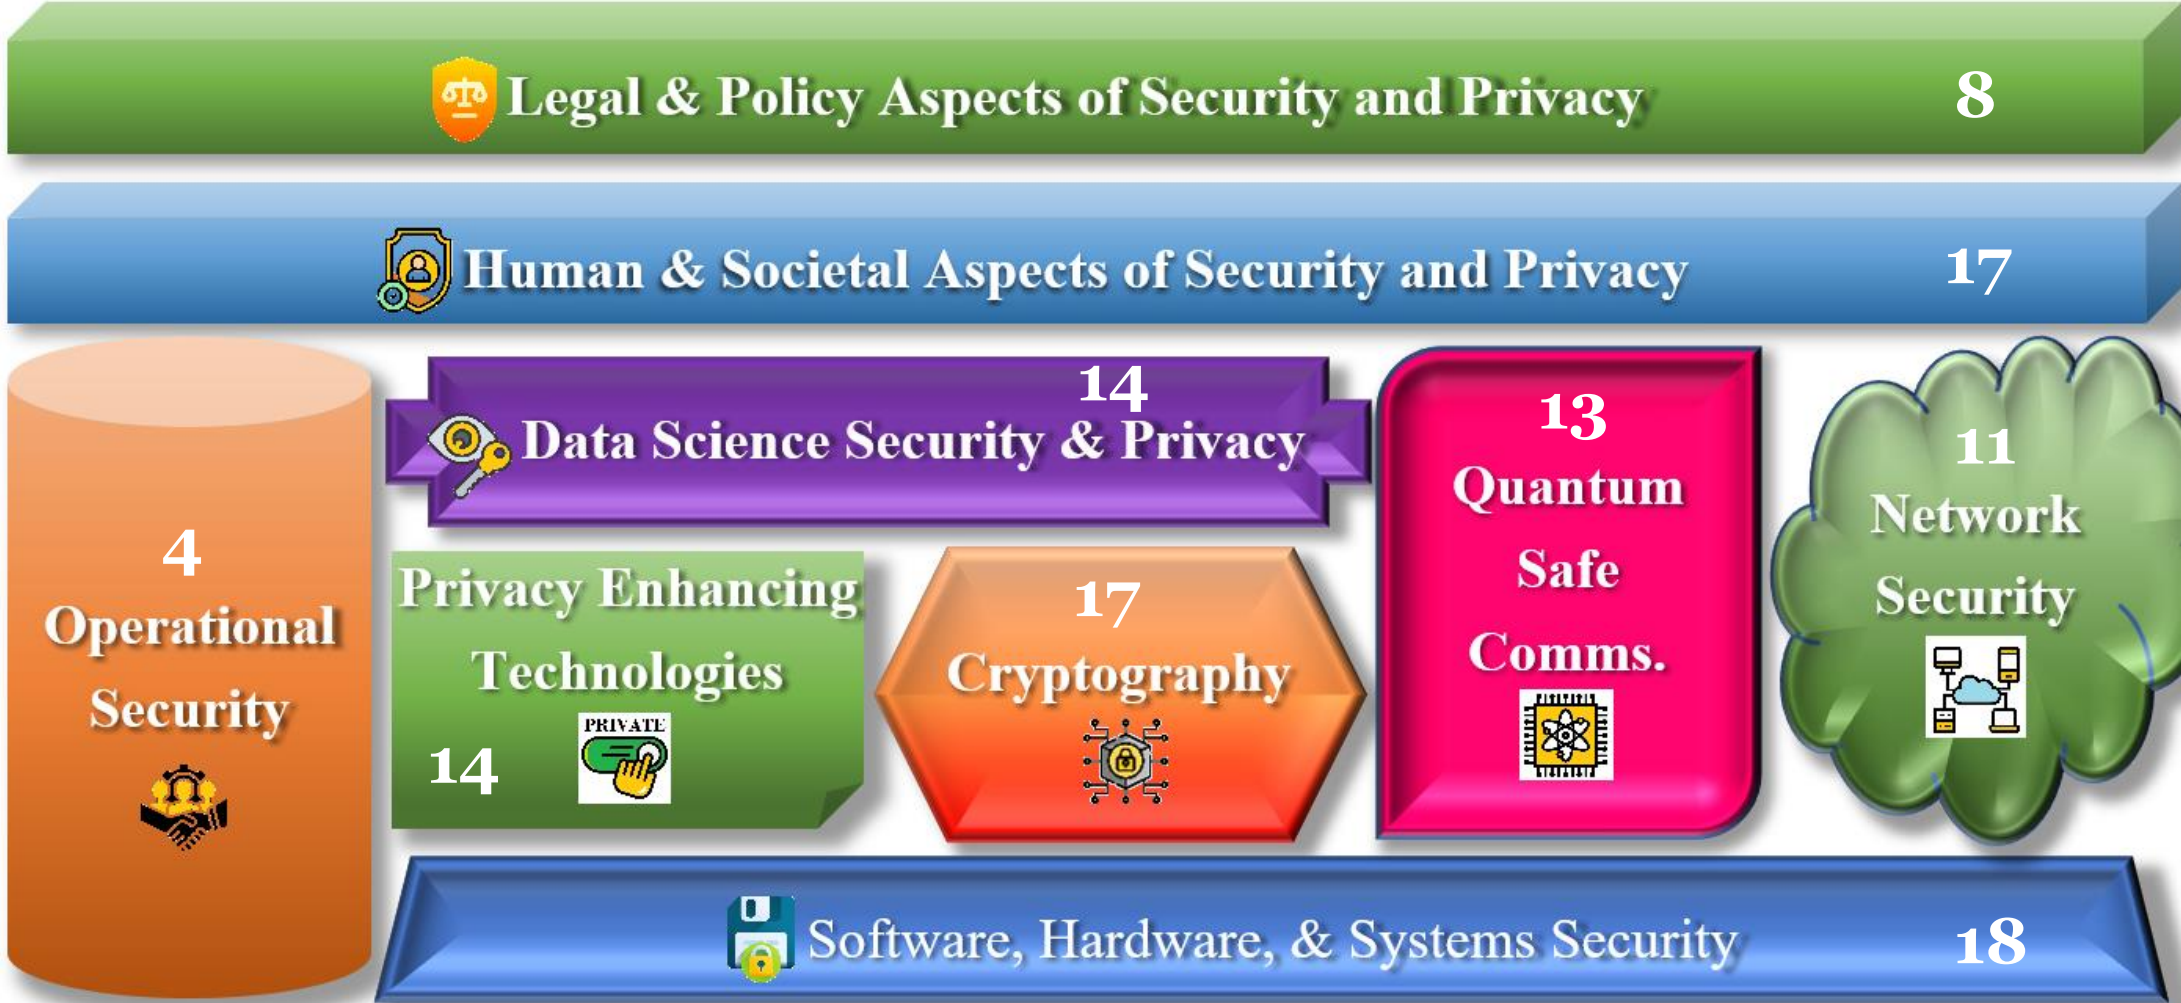 Legal & Policy Aspects of Security and Privacy 8
Human & Societal Aspects of Security and Privacy 17
4
Operational
Security
14
Data Science Security & Privacy
Privacy Enhancing
Technologies
PRIVATE
14
17
Cryptography
13
Quantum
Safe
Comms.
11
Network
Security
Software, Hardware, & Systems Security 18